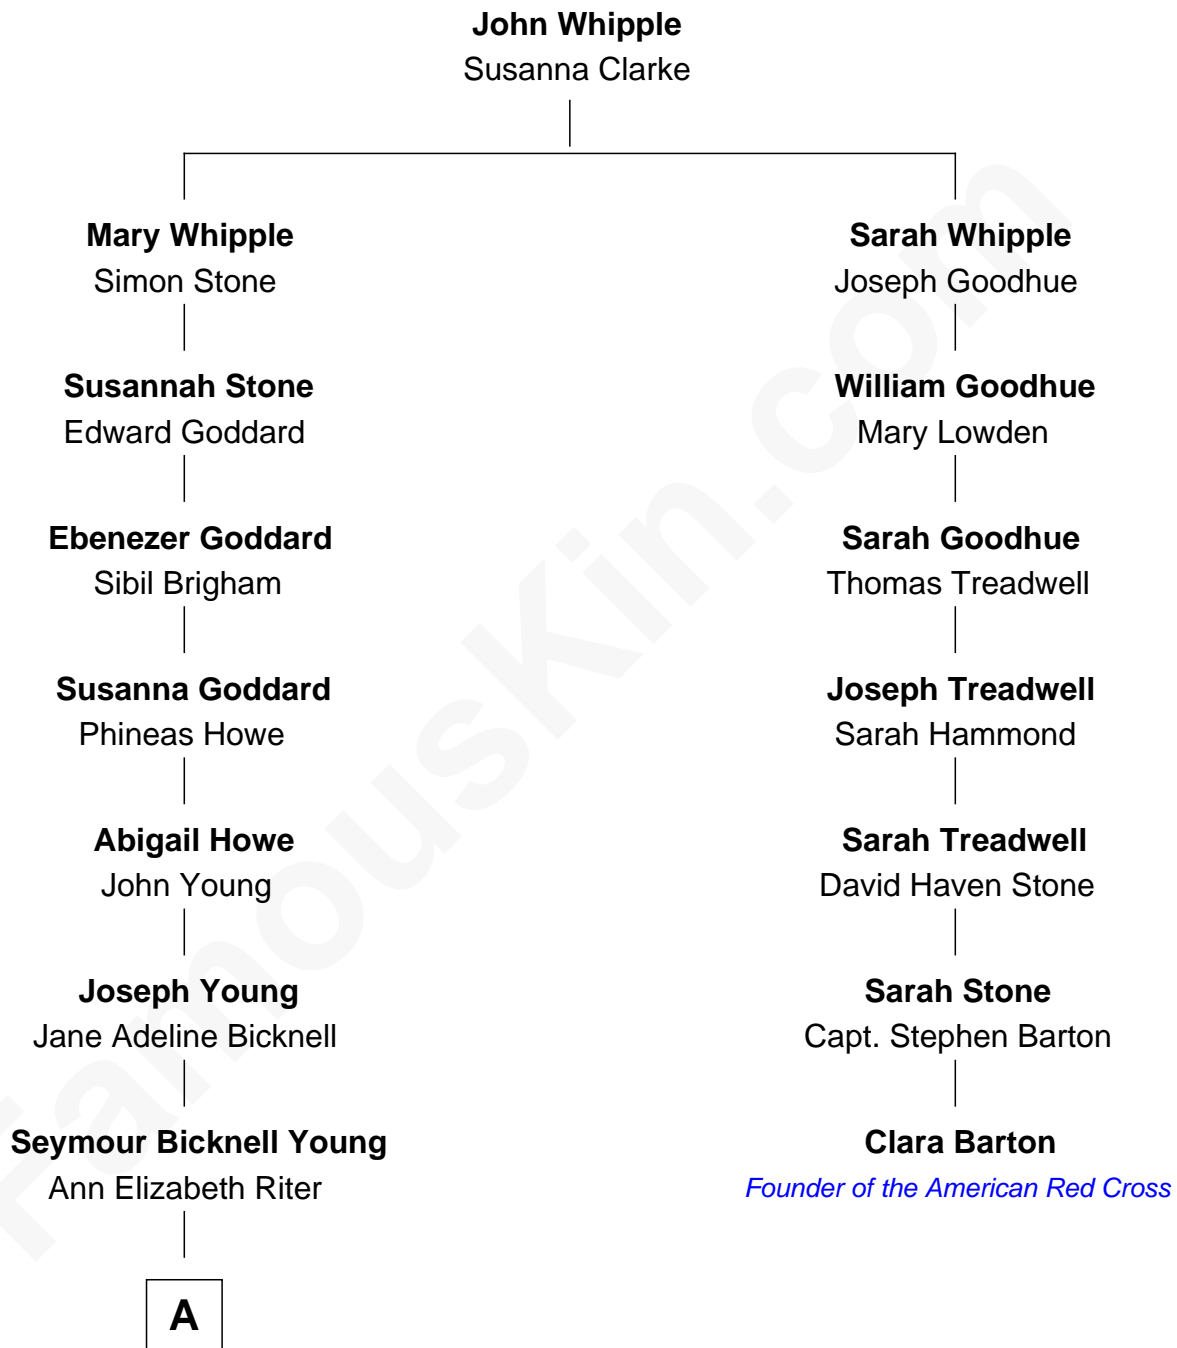 John Whipple
Susanna Clarke
Mary Whipple
Simon Stone
Sarah Whipple
Joseph Goodhue
Susannah Stone
Edward Goddard
William Goodhue
Mary Lowden
Ebenezer Goddard
Sibil Brigham
Sarah Goodhue
Thomas Treadwell
Susanna Goddard
Phineas Howe
Joseph Treadwell
Sarah Hammond
Abigail Howe
John Young
Sarah Treadwell
David Haven Stone
Joseph Young
Jane Adeline Bicknell
Sarah Stone
Capt. Stephen Barton
Seymour Bicknell Young
Ann Elizabeth Riter
Clara Barton
Founder of the American Red Cross
A
FamousKin.com